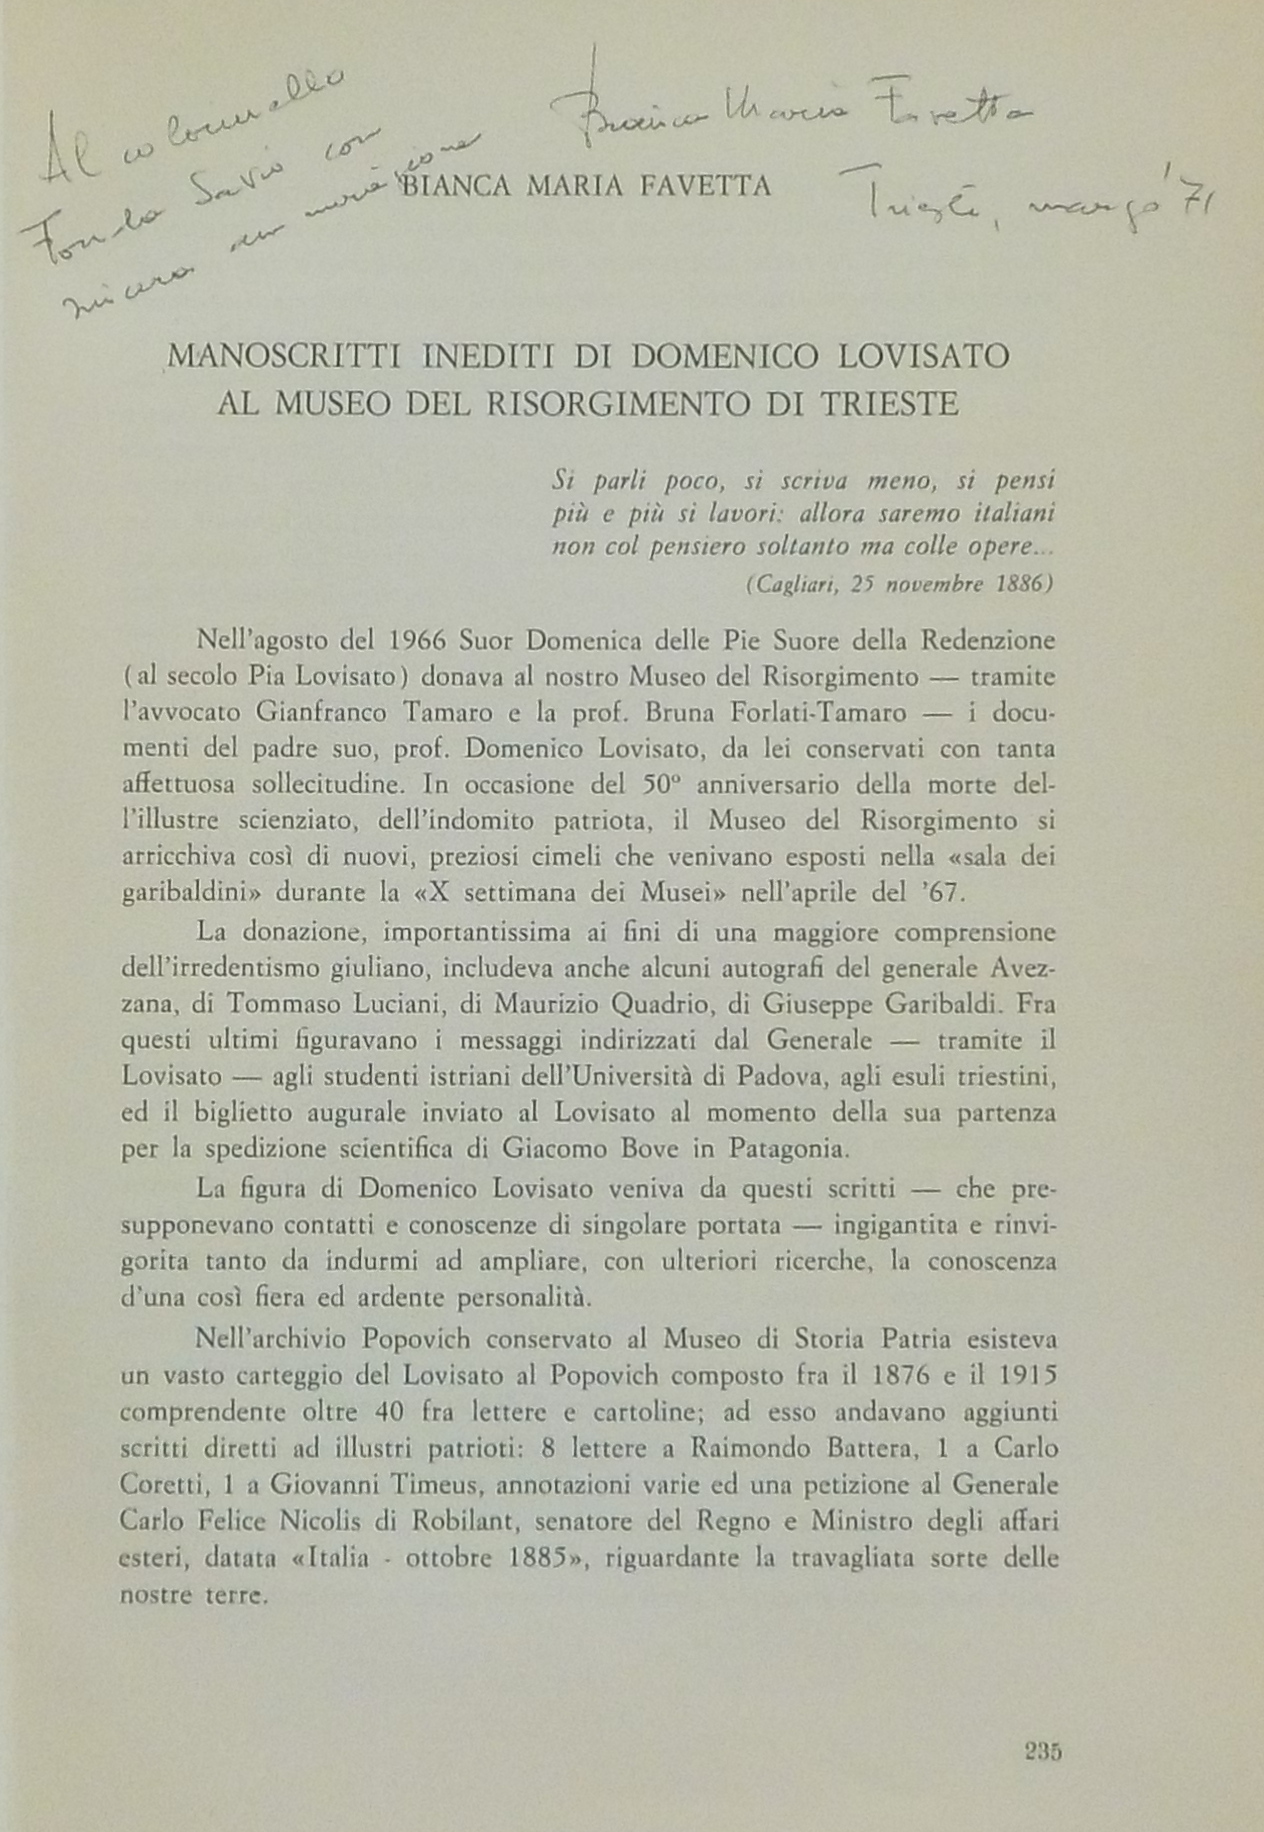 Al colonnello
Fonda Savio con
sincera ammirazione
Bianca Maria Favetta
Trieste, marzo '71
BIANCA MARIA FAVETTA
MANOSCRITTI INEDITI DI DOMENICO LOVISATO
AL MUSEO DEL RISORGIMENTO DI TRIESTE
Si parli poco, si scriva meno, si pensi
più e più si lavori: allora saremo italiani
non col pensiero soltanto ma colle opere...
(Cagliari, 25 novembre 1886)
Nell'agosto del 1966 Suor Domenica delle Pie Suore della Redenzione
(al secolo Pia Lovisato) donava al nostro Museo del Risorgimento — tramite
l'avvocato Gianfranco Tamaro e la prof. Bruna Forlati-Tamaro — i docu-
menti del padre suo, prof. Domenico Lovisato, da lei conservati con tanta
affettuosa sollecitudine. In occasione del 50° anniversario della morte del-
l'illustre scienziato, dell'indomito patriota, il Museo del Risorgimento si
arricchiva così di nuovi, preziosi cimeli che venivano esposti nella «sala dei
garibaldini» durante la «X settimana dei Musei» nell'aprile del '67.
La donazione, importantissima ai fini di una maggiore comprensione
dell'irredentismo giuliano, includeva anche alcuni autografi del generale Avez-
zana, di Tommaso Luciani, di Maurizio Quadrio, di Giuseppe Garibaldi. Fra
questi ultimi figuravano i messaggi indirizzati dal Generale — tramite il
Lovisato — agli studenti istriani dell'Università di Padova, agli esuli triestini,
ed il biglietto augurale inviato al Lovisato al momento della sua partenza
per la spedizione scientifica di Giacomo Bove in Patagonia.
La figura di Domenico Lovisato veniva da questi scritti — che pre-
supponevano contatti e conoscenze di singolare portata — ingigantita e rinvi-
gorita tanto da indurmi ad ampliare, con ulteriori ricerche, la conoscenza
d'una così fiera ed ardente personalità.
Nell'archivio Popovich conservato al Museo di Storia Patria esisteva
un vasto carteggio del Lovisato al Popovich composto fra il 1876 e il 1915
comprendente oltre 40 fra lettere e cartoline; ad esso andavano aggiunti
scritti diretti ad illustri patrioti: 8 lettere a Raimondo Battera, 1 a Carlo
Coretti, 1 a Giovanni Timeus, annotazioni varie ed una petizione al Generale
Carlo Felice Nicolis di Robilant, senatore del Regno e Ministro degli affari
esteri, datata «Italia - ottobre 1885», riguardante la travagliata sorte delle
nostre terre.
235